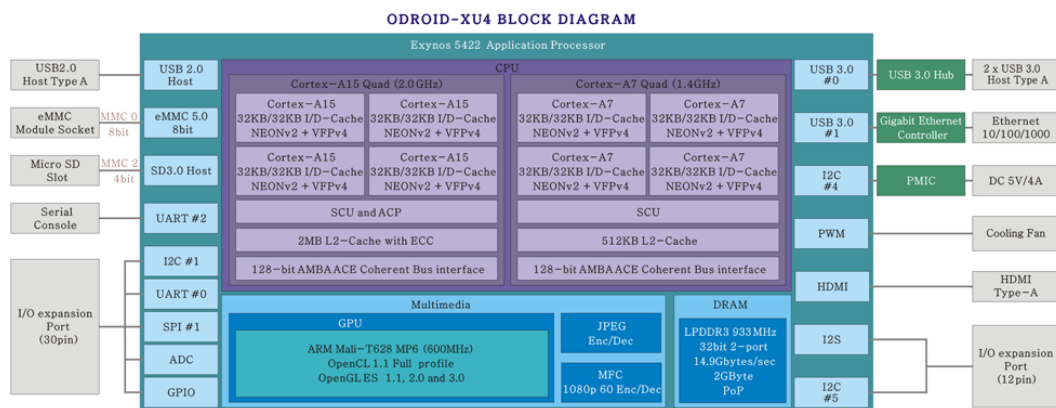 ODROID-XU4 BLOCK DIAGRAM
Exynos 5422 Application Processor
USB2.0
Host Type A
eMMC
Module Socket
MMC 0
8bit
Micro SD
Slot
MMC 2
4bit
Serial
Console
I/O expansion
Port
(30pin)
USB 2.0
Host
eMMC 5.0
8bit
SD3.0 Host
UART #2
I2C #1
UART #0
SPI #1
ADC
GPIO
CPU
Cortex-A15 Quad (2.0GHz)
Cortex-A15
32KB/32KB I/D-Cache
NEONv2 + VFPv4
Cortex-A15
32KB/32KB I/D-Cache
NEONv2 + VFPv4
Cortex-A15
32KB/32KB I/D-Cache
NEONv2 + VFPv4
Cortex-A15
32KB/32KB I/D-Cache
NEONv2 + VFPv4
SCU and ACP
2MB L2-Cache with ECC
128-bit AMBA ACE Coherent Bus interface
Cortex-A7 Quad (1.4GHz)
Cortex-A7
32KB/32KB I/D-Cache
NEONv2 + VFPv4
Cortex-A7
32KB/32KB I/D-Cache
NEONv2 + VFPv4
Cortex-A7
32KB/32KB I/D-Cache
NEONv2 + VFPv4
Cortex-A7
32KB/32KB I/D-Cache
NEONv2 + VFPv4
SCU
512KB L2-Cache
128-bit AMBA ACE Coherent Bus interface
Multimedia
GPU
ARM Mali-T628 MP6 (600MHz)
OpenCL 1.1 Full profile
OpenGL ES 1.1, 2.0 and 3.0
JPEG
Enc/Dec
MFC
1080p 60 Enc/Dec
DRAM
LPDDR3 933MHz
32bit 2-port
14.9Gbytes/sec
2GByte
PoP
USB 3.0
#0
USB 3.0
#1
I2C
#4
PWM
HDMI
I2S
I2C
#5
USB 3.0 Hub
Gigabit Ethernet
Controller
PMIC
2 x USB 3.0
Host Type A
Ethernet
10/100/1000
DC 5V/4A
Cooling Fan
HDMI
Type-A
I/O expansion
Port
(12pin)